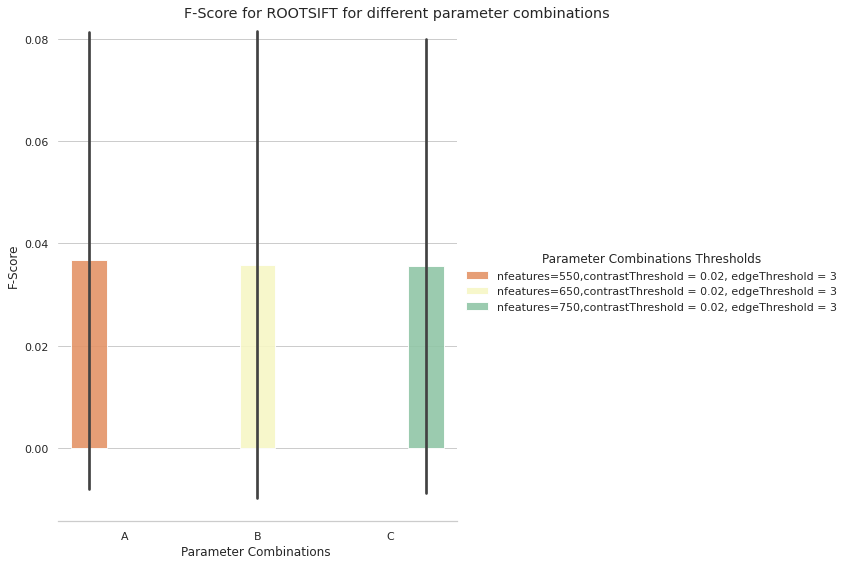 F-Score for ROOTSIFT for different parameter combinations
0.08
0.06
0.04
0.02
0.00
F-Score
A B C
Parameter Combinations
Parameter Combinations Thresholds
nfeatures=550,contrastThreshold = 0.02, edgeThreshold = 3
nfeatures=650,contrastThreshold = 0.02, edgeThreshold = 3
nfeatures=750,contrastThreshold = 0.02, edgeThreshold = 3